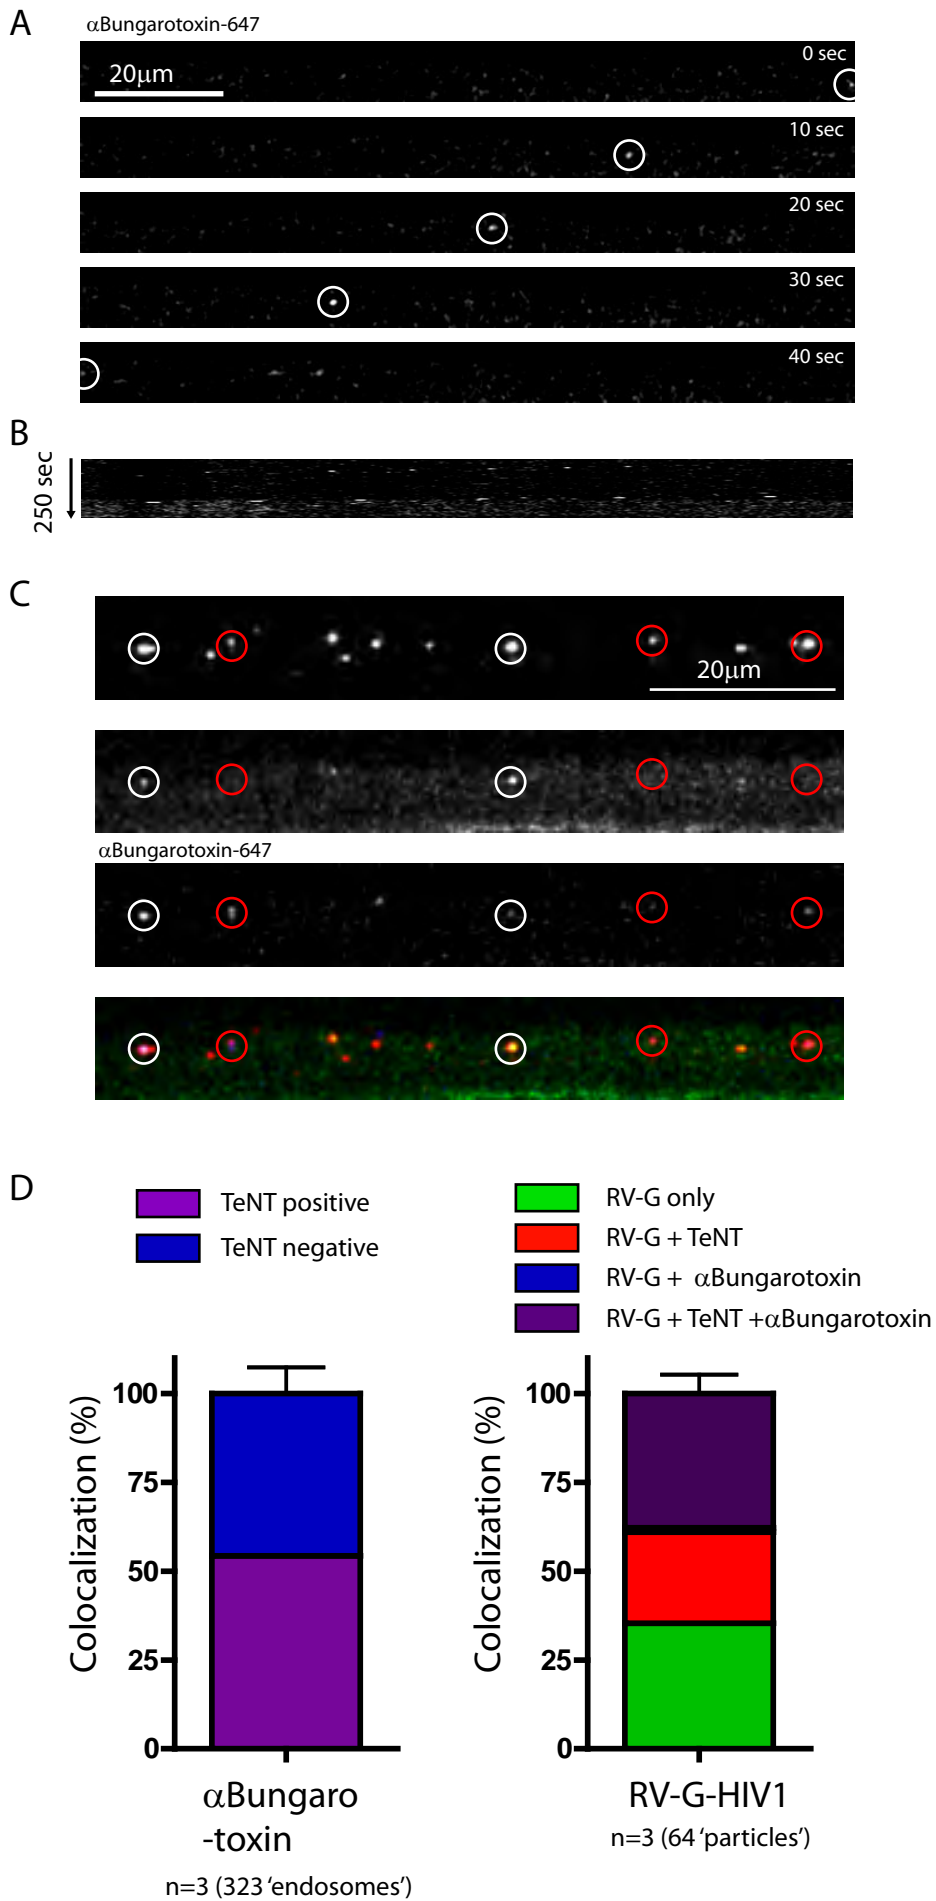 A
αBungarotoxin-647
0 sec
20μm
10 sec
20 sec
30 sec
40 sec
B
250 sec
C
20μm
αBungarotoxin-647
D
TeNT positive
TeNT negative
RV-G only
RV-G + TeNT
RV-G + αBungarotoxin
RV-G + TeNT +αBungarotoxin
Colocalization (%)
100
75
50
25
0
αBungaro
-toxin
n=3 (323 'endosomes')
Colocalization (%)
100
75
50
25
0
RV-G-HIV1
n=3 (64 'particles')